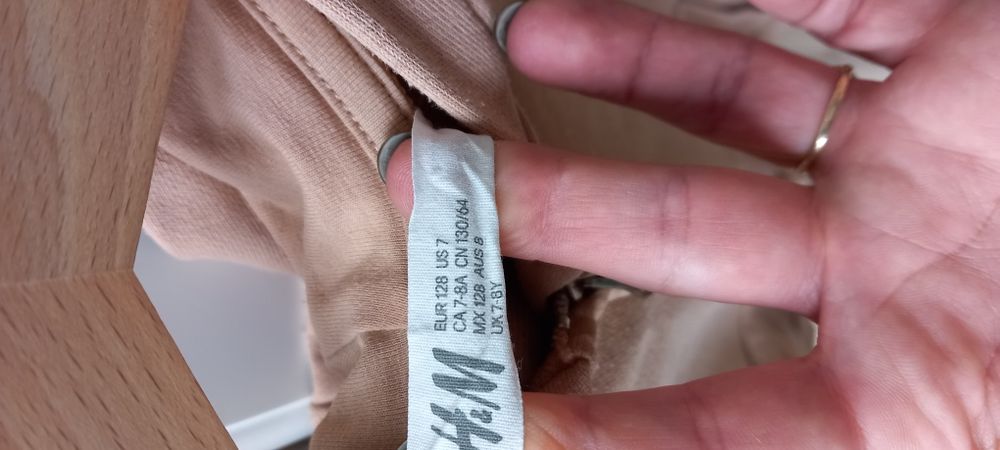 H&M
EUR 128 US 7
CA 7-8A CN 130/64
MX 128 AUS 8
UK 7-8Y